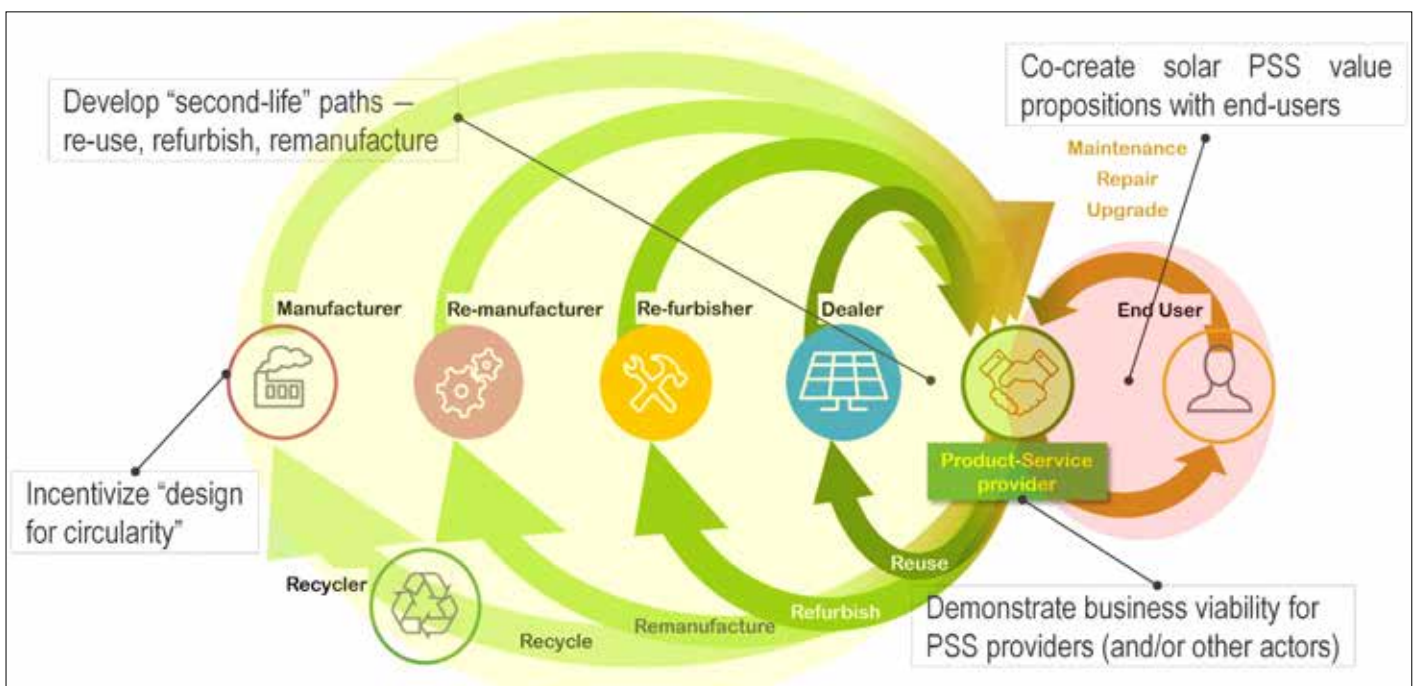 Develop “second-life” paths —
re-use, refurbish, remanufacture
Co-create solar PSS value
propositions with end-users
Maintenance
Repair
Upgrade
Manufacturer
Re-manufacturer
Re-furbisher
Dealer
End User
Product-Service
provider
Incentivize “design
for circularity”
Recycler
Reuse
Refurbish
Remanufacture
Recycle
Demonstrate business viability for
PSS providers (and/or other actors)